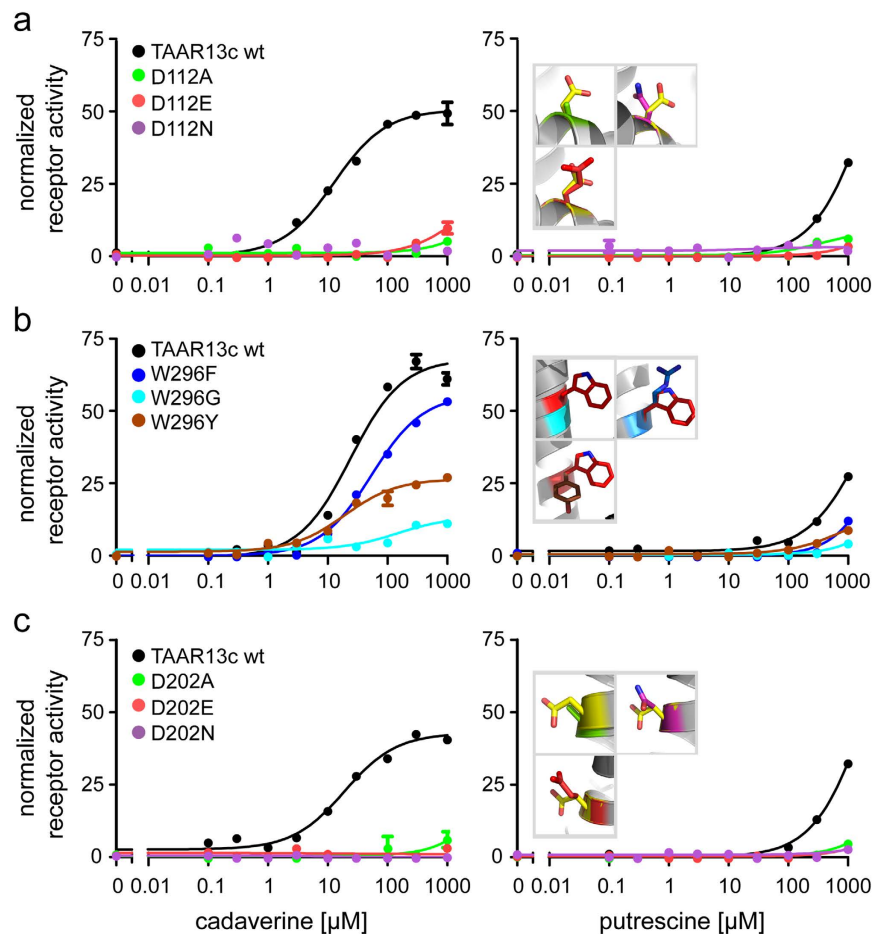 a
normalized
receptor activity
75
50
25
0
TAAR13c wt
D112A
D112E
D112N
0 0.01 0.1 1 10 100 1000
75
50
25
0
0 0.01 0.1 1 10 100 1000
b
normalized
receptor activity
75
50
25
0
TAAR13c wt
W296F
W296G
W296Y
0 0.01 0.1 1 10 100 1000
75
50
25
0
0 0.01 0.1 1 10 100 1000
c
normalized
receptor activity
75
50
25
0
TAAR13c wt
D202A
D202E
D202N
0 0.01 0.1 1 10 100 1000
cadaverine [µM]
75
50
25
0
0 0.01 0.1 1 10 100 1000
putrescine [µM]